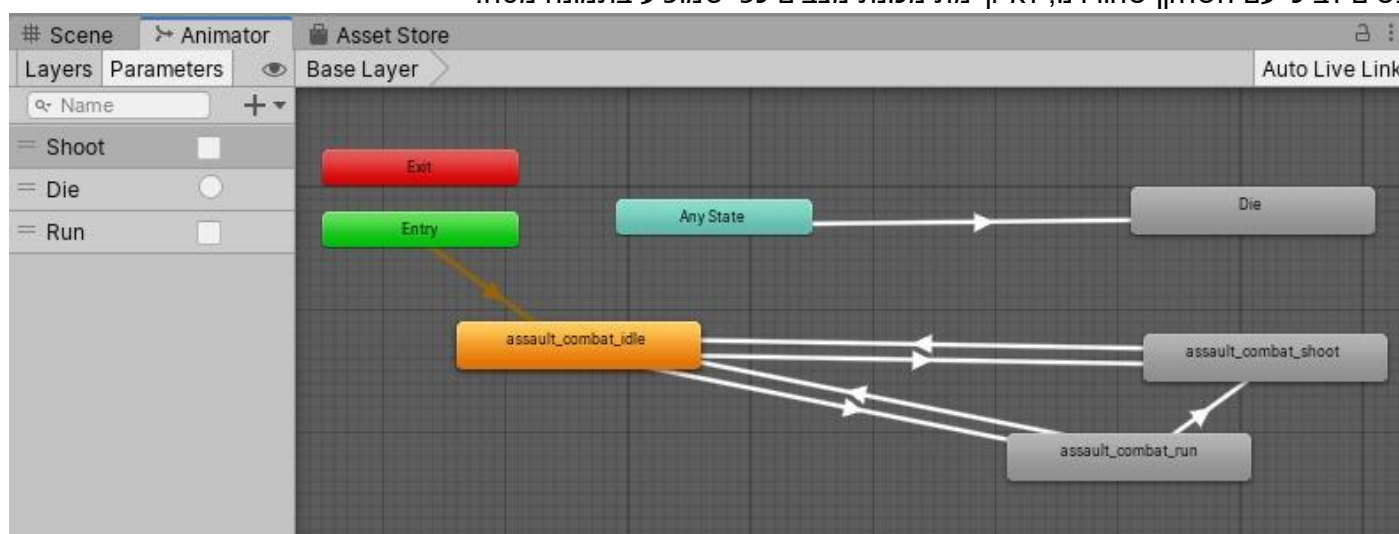 Scene Animator Asset Store
Layers Parameters Base Layer Auto Live Link
Name
Shoot
Die
Run
Exit
Entry
Any State
Die
assault_combat_idle
assault_combat_shoot
assault_combat_run